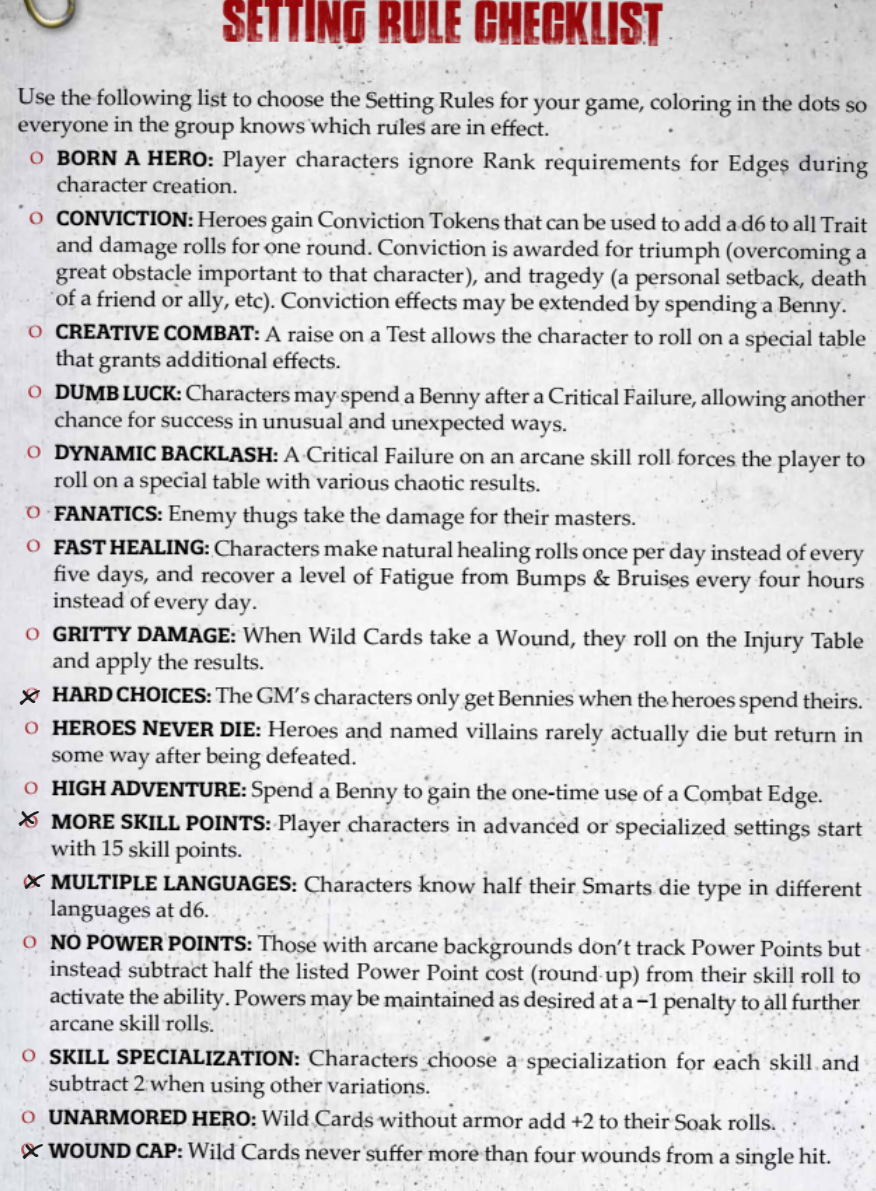 SETTING RULE CHECKLIST
Use the following list to choose the Setting Rules for your game, coloring in the dots so
everyone in the group knows which rules are in effect.
O BORN A HERO: Player characters ignore Rank requirements for Edges during
character creation.
O CONVICTION: Heroes gain Conviction Tokens that can be used to add a d6 to all Trait
and damage rolls for one round. Conviction is awarded for triumph (overcoming a
great obstacle important to that character), and tragedy (a personal setback, death
of a friend or ally, etc). Conviction effects may be extended by spending a Benny.
O CREATIVE COMBAT: A raise on a Test allows the character to roll on a special table
that grants additional effects.
O DUMB LUCK: Characters may spend a Benny after a Critical Failure, allowing another
chance for success in unusual and unexpected ways.
O DYNAMIC BACKLASH: A Critical Failure on an arcane skill roll forces the player to
roll on a special table with various chaotic results.
O FANATICS: Enemy thugs take the damage for their masters.
O FAST HEALING: Characters make natural healing rolls once per day instead of every
five days, and recover a level of Fatigue from Bumps & Bruises every four hours
instead of every day.
O GRITTY DAMAGE: When Wild Cards take a Wound, they roll on the Injury Table
and apply the results.
X HARD CHOICES: The GM's characters only get Bennies when the heroes spend theirs.
O HEROES NEVER DIE: Heroes and named villains rarely actually die but return in
some way after being defeated.
O HIGH ADVENTURE: Spend a Benny to gain the one-time use of a Combat Edge.
X MORE SKILL POINTS: Player characters in advanced or specialized settings start
with 15 skill points.
X MULTIPLE LANGUAGES: Characters know half their Smarts die type in different
languages at d6.
O NO POWER POINTS: Those with arcane backgrounds don't track Power Points but
instead subtract half the listed Power Point cost (round up) from their skill roll to
activate the ability. Powers may be maintained as desired at a –1 penalty to all further
arcane skill rolls.
O SKILL SPECIALIZATION: Characters choose a specialization for each skill and
subtract 2 when using other variations.
O UNARMORED HERO: Wild Cards without armor add +2 to their Soak rolls.
X WOUND CAP: Wild Cards never suffer more than four wounds from a single hit.